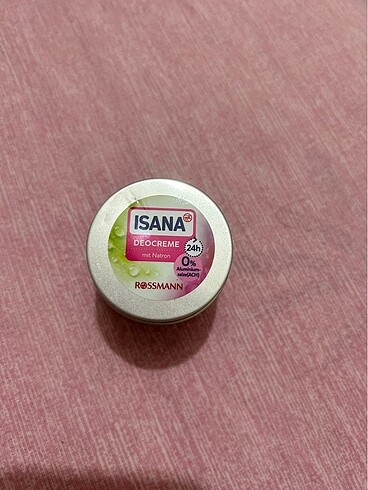 ISANA
DEOCREME
mit Natron
24h
0%
Aluminium-
salze(ACH)
ROSSMANN